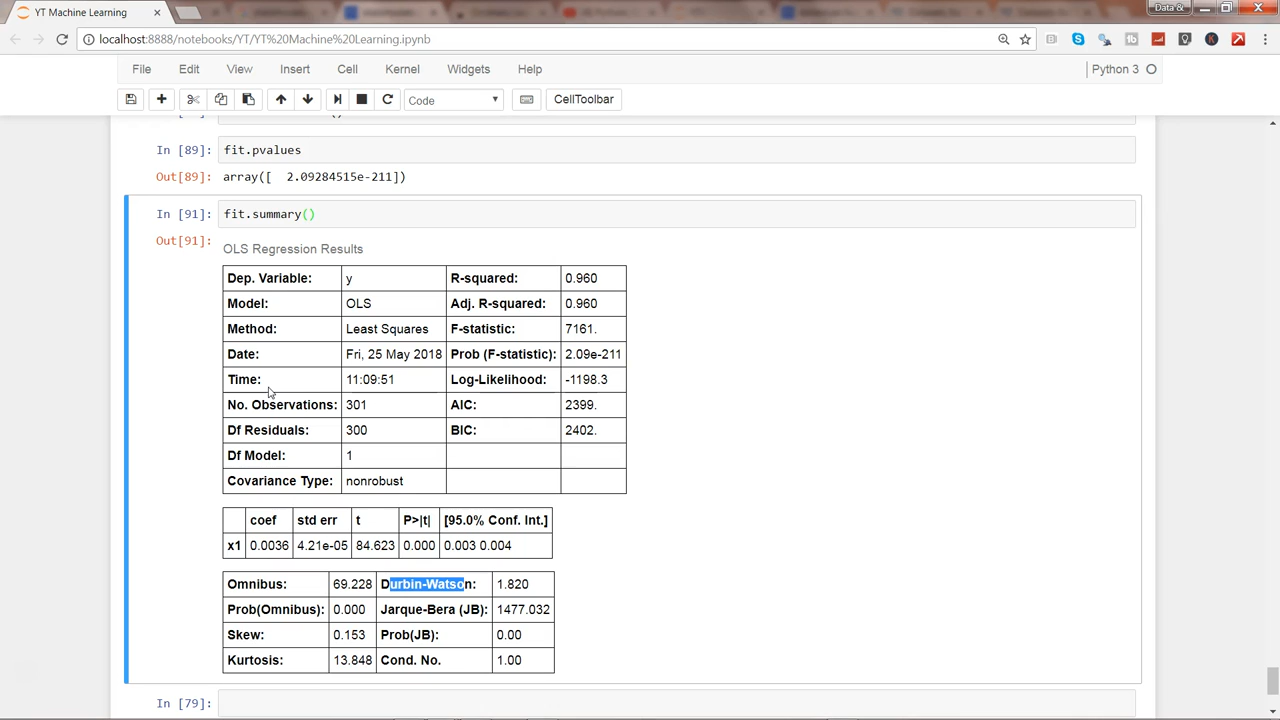 YT Machine Learning
Data &
localhost:8888/notebooks/YT/YT%20Machine%20Learning.ipynb
File Edit View Insert Cell Kernel Widgets Help Python 3
Code CellToolbar
In [89]: fit.pvalues
Out[89]: array([ 2.09284515e-211])
In [91]: fit.summary()
Out[91]:
OLS Regression Results
Dep. Variable: y R-squared: 0.960
Model: OLS Adj. R-squared: 0.960
Method: Least Squares F-statistic: 7161.
Date: Fri, 25 May 2018 Prob (F-statistic): 2.09e-211
Time: 11:09:51 Log-Likelihood: -1198.3
No. Observations: 301 AIC: 2399.
Df Residuals: 300 BIC: 2402.
Df Model: 1
Covariance Type: nonrobust
coef std err t P>|t| [95.0% Conf. Int.]
x1 0.0036 4.21e-05 84.623 0.000 0.003 0.004
Omnibus: 69.228 Durbin-Watson: 1.820
Prob(Omnibus): 0.000 Jarque-Bera (JB): 1477.032
Skew: 0.153 Prob(JB): 0.00
Kurtosis: 13.848 Cond. No. 1.00
In [79]: